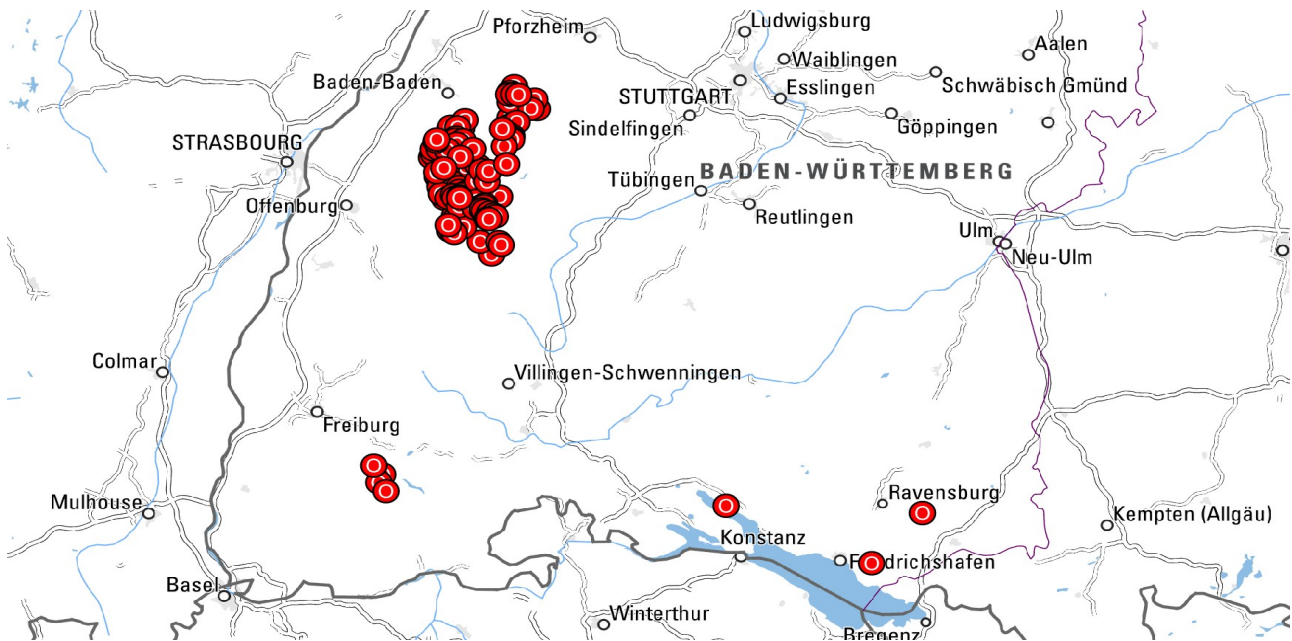 Ludwigsburg
Pforzheim
Aalen
Waiblingen
Baden-Baden
Schwäbisch Gmünd
Esslingen
STUTTGART
Sindelfingen
Göppingen
STRASBOURG
BADEN-WÜRTTEMBERG
Tübingen
Offenburg
Reutlingen
Ulm
Neu-Ulm
Colmar
Villingen-Schwenningen
Freiburg
Ravensburg
Mulhouse
Kempten (Allgäu)
Konstanz
Friedrichshafen
Basel
Winterthur
Bregenz